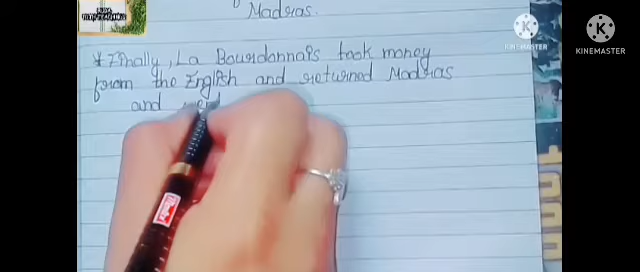 Madras.
* Finally, La Bourdonnais took money
from the English and returned Madras
and
KINEMASTER
KINEMASTER